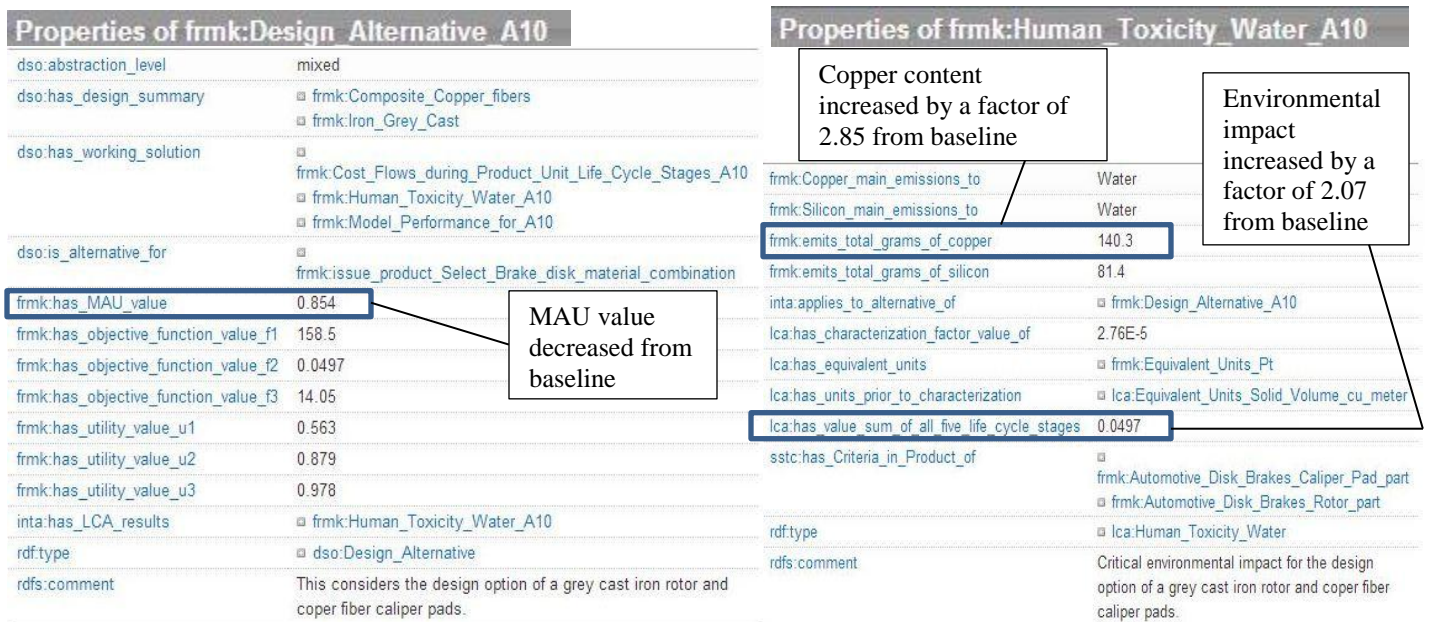 Properties of frmk:Design_Alternative_A10
dso:abstraction_level mixed
dso:has_design_summary frmk:Composite_Copper_fibers
frmk:Iron_Grey_Cast
dso:has_working_solution
frmk:Cost_Flows_during_Product_Unit_Life_Cycle_Stages_A10
frmk:Human_Toxicity_Water_A10
frmk:Model_Performance_for_A10
dso:is_alternative_for
frmk:issue_product_Select_Brake_disk_material_combination
frmk:has_MAU_value 0.854
frmk:has_objective_function_value_f1 158.5
frmk:has_objective_function_value_f2 0.0497
frmk:has_objective_function_value_f3 14.05
frmk:has_utility_value_u1 0.563
frmk:has_utility_value_u2 0.879
frmk:has_utility_value_u3 0.978
inta:has_LCA_results frmk:Human_Toxicity_Water_A10
rdf:type dso:Design_Alternative
rdfs:comment This considers the design option of a grey cast iron rotor and
coper fiber caliper pads.
MAU value
decreased from
baseline
Properties of frmk:Human_Toxicity_Water_A10
Copper content
increased by a factor of
2.85 from baseline
Environmental
impact
increased by a
factor of 2.07
from baseline
frmk:Copper_main_emissions_to Water
frmk:Silicon_main_emissions_to Water
frmk:emits_total_grams_of_copper 140.3
frmk:emits_total_grams_of_silicon 81.4
inta:applies_to_alternative_of frmk:Design_Alternative_A10
lca:has_characterization_factor_value_of 2.76E-5
lca:has_equivalent_units frmk:Equivalent_Units_Pt
lca:has_units_prior_to_characterization lca:Equivalent_Units_Solid_Volume_cu_meter
lca:has_value_sum_of_all_five_life_cycle_stages 0.0497
sstc:has_Criteria_in_Product_of
frmk:Automotive_Disk_Brakes_Caliper_Pad_part
frmk:Automotive_Disk_Brakes_Rotor_part
rdf:type lca:Human_Toxicity_Water
rdfs:comment Critical environmental impact for the design
option of a grey cast iron rotor and coper fiber
caliper pads.